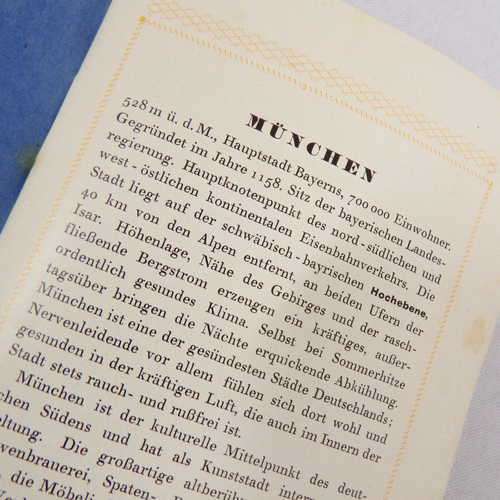 MÜNCHEN
528 m ü. d. M., Hauptstadt Bayerns, 700 000 Einwohner.
Gegründet im Jahre 1158. Sitz der bayerischen Landes-
regierung. Hauptknotenpunkt des nord-südlichen und
west-östlichen kontinentalen Eisenbahnverkehrs. Die
Stadt liegt auf der schwäbisch-bayrischen Hochebene,
40 km von den Alpen entfernt, an beiden Ufern der
Isar. Höhenlage, Nähe des Gebirges und der rasch-
fließende Bergstrom erzeugen ein kräftiges, außer-
ordentlich gesundes Klima. Selbst bei Sommerhitze
tagsüber bringen die Nächte erquickende Abkühlung.
München ist eine der gesündesten Städte Deutschlands;
Nervenleidende vor allem fühlen sich dort wohl und
gesunden in der kräftigen Luft, die auch im Innern der
Stadt stets rauch- und rußfrei ist.
München ist der kulturelle Mittelpunkt des deut-
chen Südens und hat als Kunststadt intern
eltung. Die großartige altberüh
wenbrauerei, Spaten-
die Möbeli